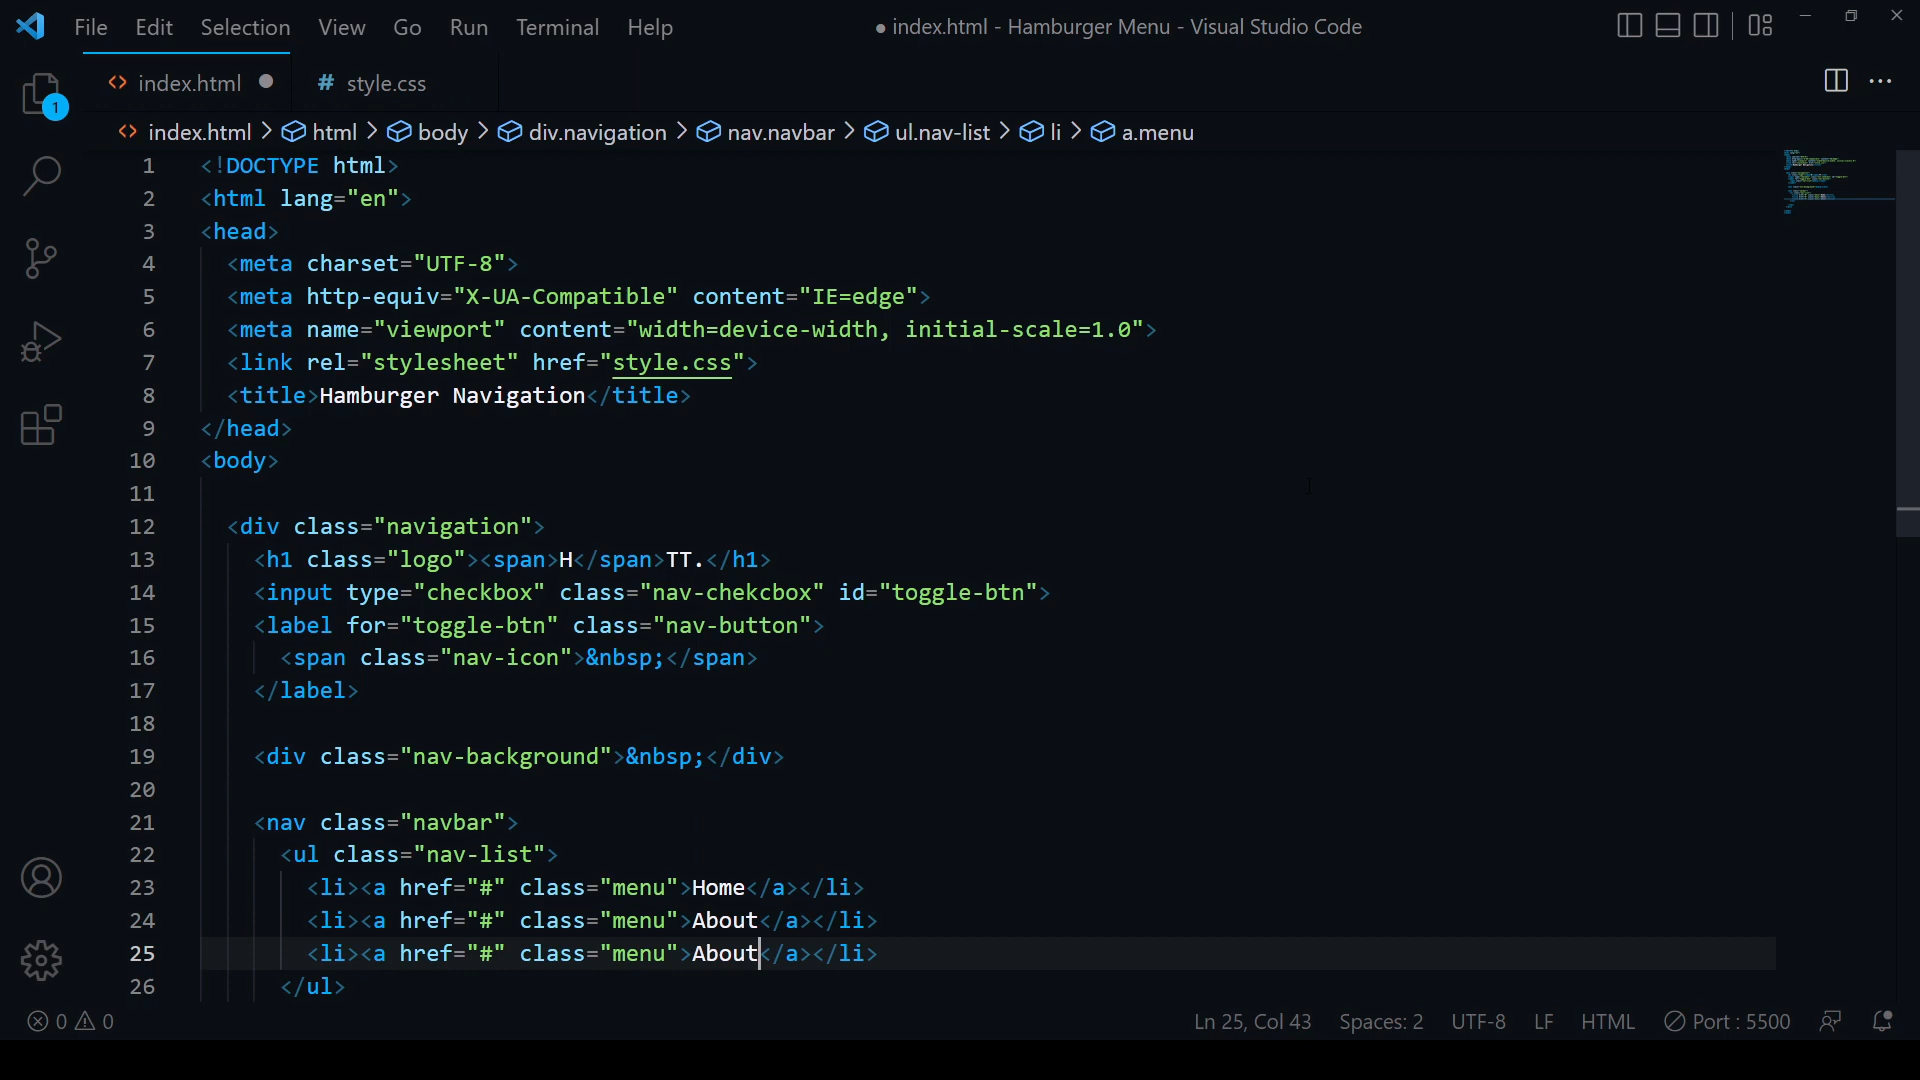 File Edit Selection View Go Run Terminal Help ● index.html - Hamburger Menu - Visual Studio Code
<> index.html ● # style.css
1
<> index.html > html > body > div.navigation > nav.navbar > ul.nav-list > li > a.menu
1 <!DOCTYPE html>
2 <html lang="en">
3 <head>
4 <meta charset="UTF-8">
5 <meta http-equiv="X-UA-Compatible" content="IE=edge">
6 <meta name="viewport" content="width=device-width, initial-scale=1.0">
7 <link rel="stylesheet" href="style.css">
8 <title>Hamburger Navigation</title>
9 </head>
10 <body>
11
12 <div class="navigation">
13 <h1 class="logo"><span>H</span>TT.</h1>
14 <input type="checkbox" class="nav-chekcbox" id="toggle-btn">
15 <label for="toggle-btn" class="nav-button">
16 <span class="nav-icon">&nbsp;</span>
17 </label>
18
19 <div class="nav-background">&nbsp;</div>
20
21 <nav class="navbar">
22 <ul class="nav-list">
23 <li><a href="#" class="menu">Home</a></li>
24 <li><a href="#" class="menu">About</a></li>
25 <li><a href="#" class="menu">About</a></li>
26 </ul>
0 0 Ln 25, Col 43 Spaces: 2 UTF-8 LF HTML Port : 5500